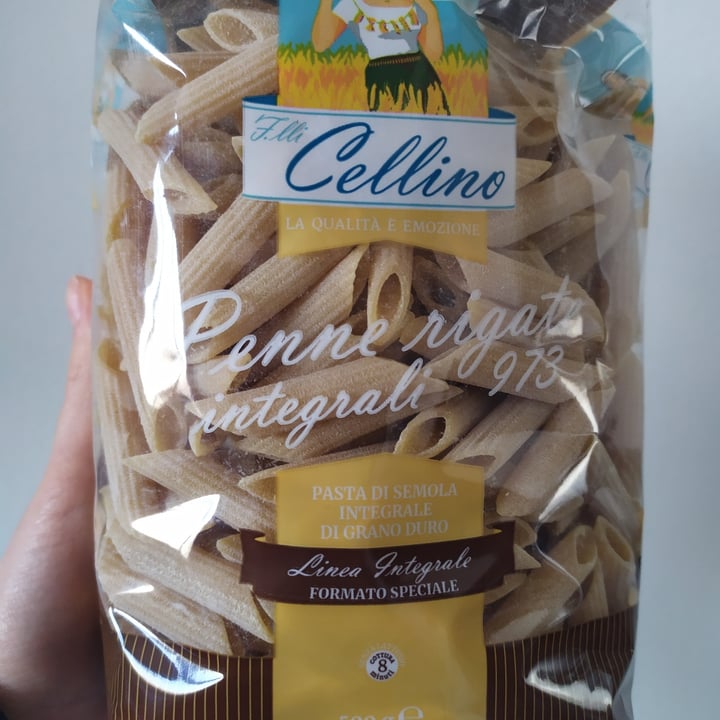 F.lli
Cellino
LA QUALITÀ È EMOZIONE
Penne rigate
integrali 973
PASTA DI SEMOLA
INTEGRALE
DI GRANO DURO
Linea Integrale
FORMATO SPECIALE
COTTURA
8
minuti
500 g e